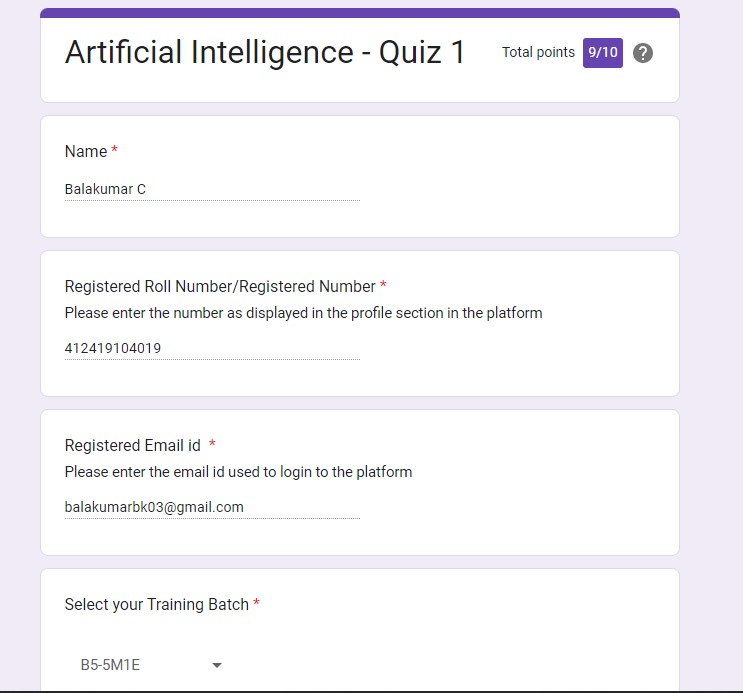 Artificial Intelligence - Quiz 1 Total points 9/10 ?
Name *
Balakumar C
Registered Roll Number/Registered Number *
Please enter the number as displayed in the profile section in the platform
412419104019
Registered Email id *
Please enter the email id used to login to the platform
balakumarbk03@gmail.com
Select your Training Batch *
B5-5M1E